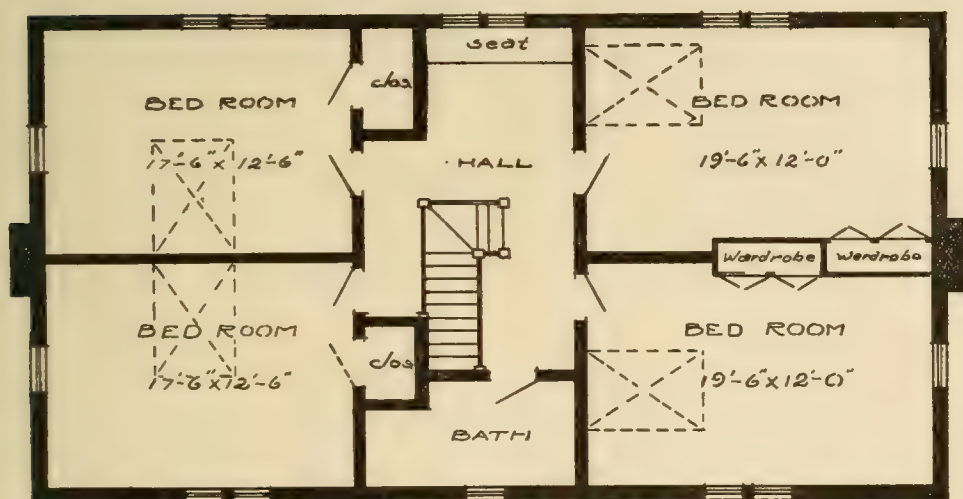 seat
clos
BED ROOM
17'-6" x 12'-6"
HALL
BED ROOM
19'-6" x 12'-0"
Wardrobe
Wardrobe
BED ROOM
17'-6" x 12'-6"
clos
BED ROOM
19'-6" x 12'-0"
BATH